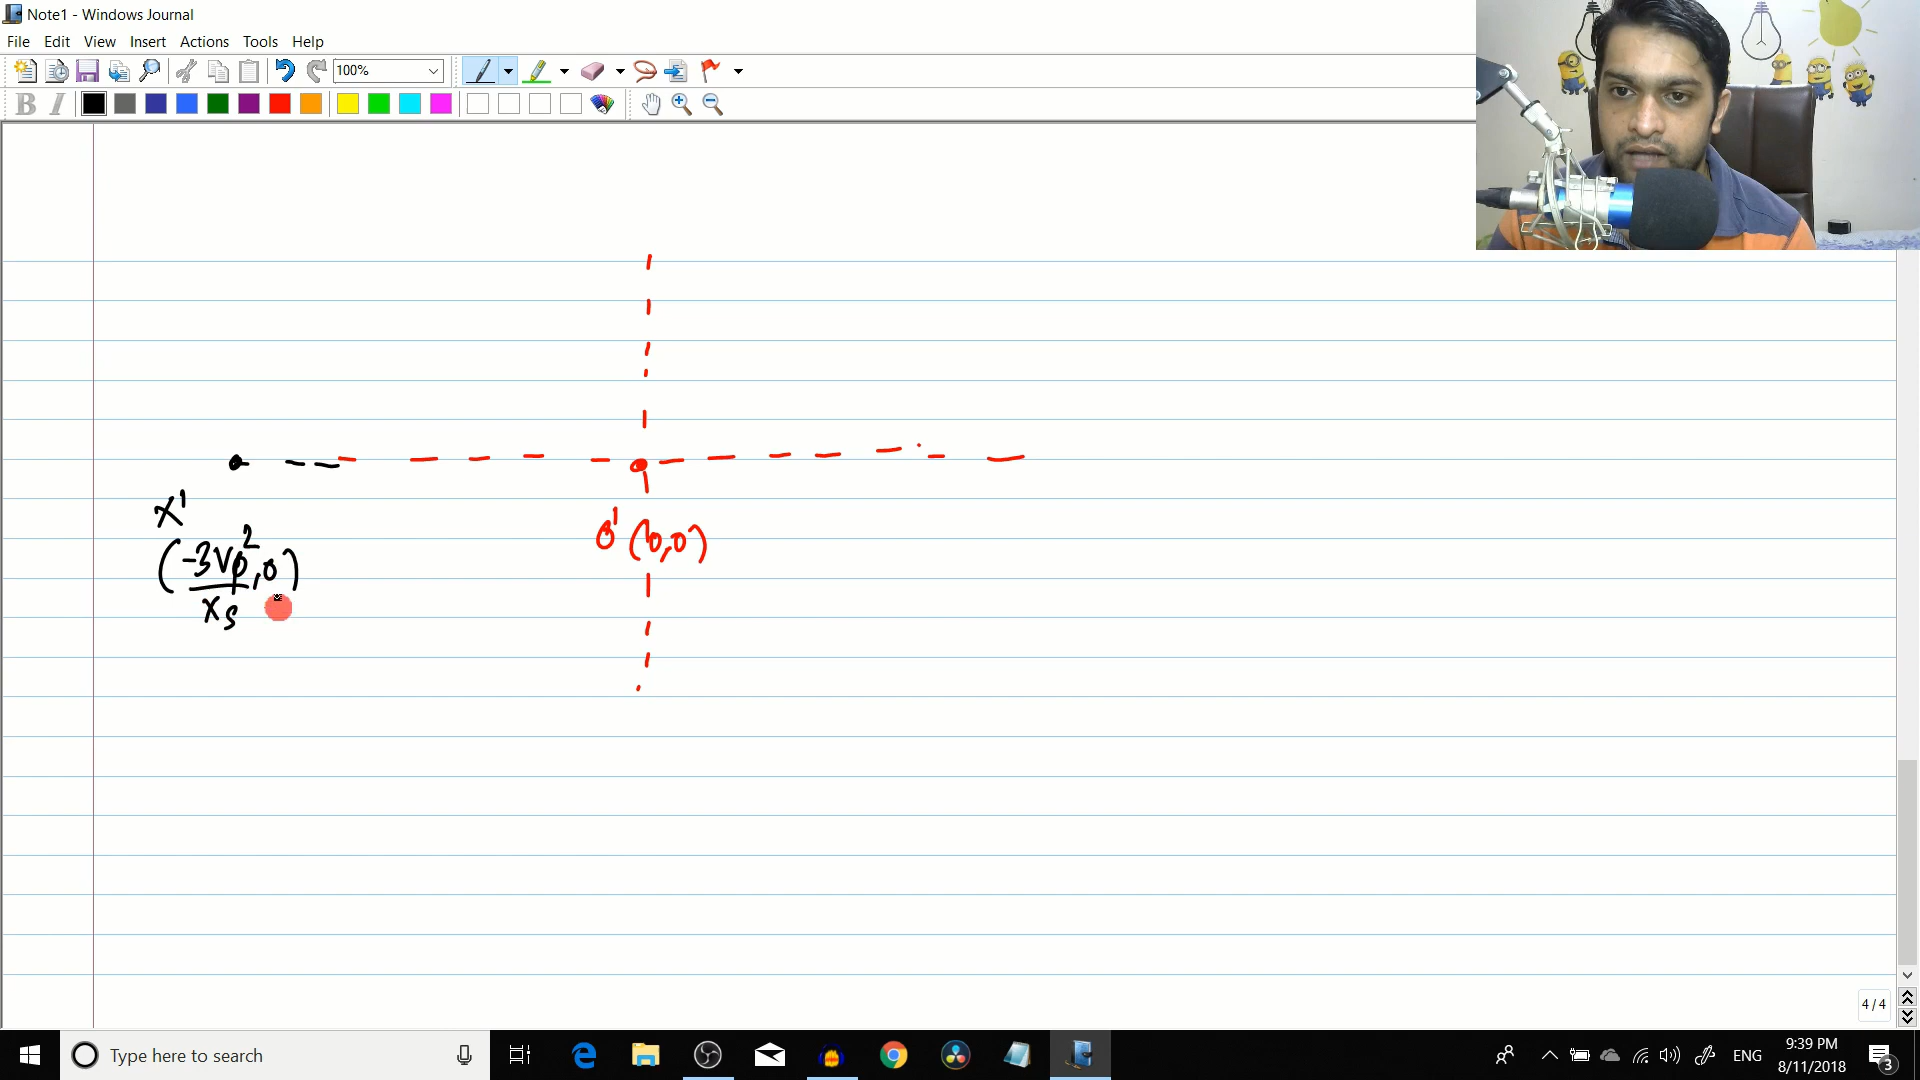 Note1 - Windows Journal
File Edit View Insert Actions Tools Help
100%
B I
X'
(-3Vp²/Xs, 0)
O' (0,0)
4 / 4
Type here to search
ENG
9:39 PM
8/11/2018
3